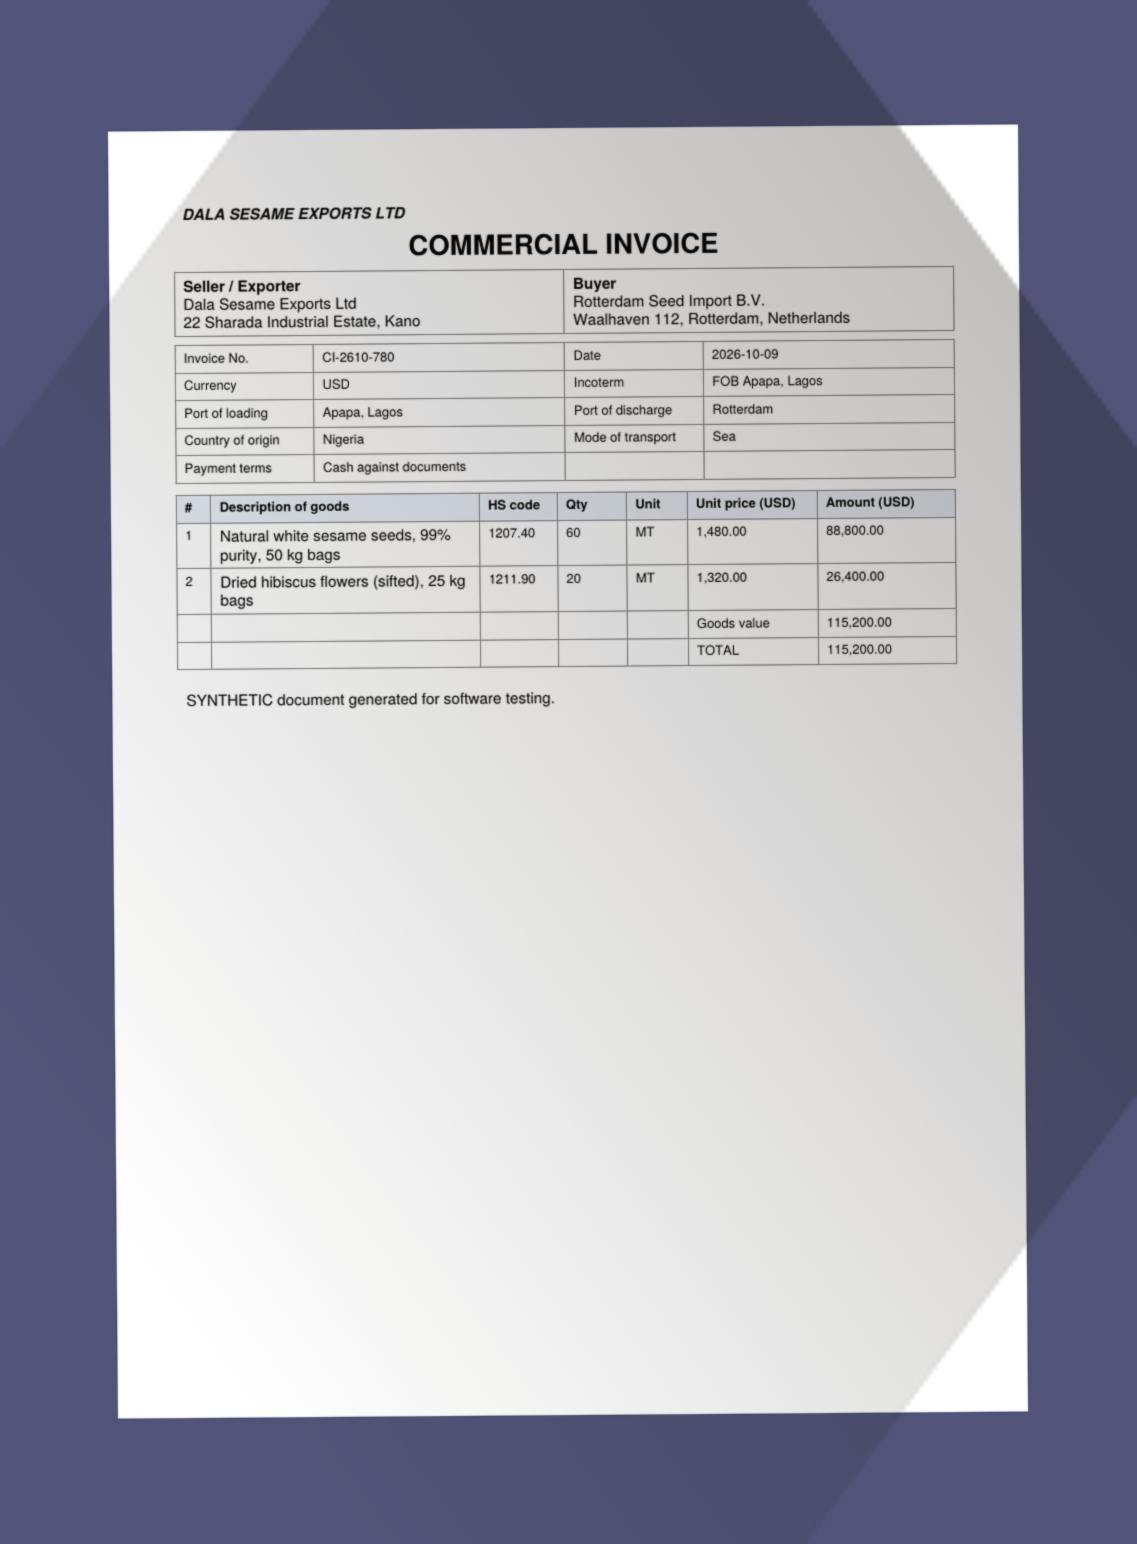 DALA SESAME EXPORTS LTD
COMMERCIAL INVOICE
Seller / Exporter
Dala Sesame Exports Ltd
22 Sharada Industrial Estate, Kano
Buyer
Rotterdam Seed Import B.V.
Waalhaven 112, Rotterdam, Netherlands
Invoice No. CI-2610-780 Date 2026-10-09
Currency USD Incoterm FOB Apapa, Lagos
Port of loading Apapa, Lagos Port of discharge Rotterdam
Country of origin Nigeria Mode of transport Sea
Payment terms Cash against documents
# Description of goods HS code Qty Unit Unit price (USD) Amount (USD)
1 Natural white sesame seeds, 99% 1207.40 60 MT 1,480.00 88,800.00
purity, 50 kg bags
2 Dried hibiscus flowers (sifted), 25 kg 1211.90 20 MT 1,320.00 26,400.00
bags
Goods value 115,200.00
TOTAL 115,200.00
SYNTHETIC document generated for software testing.